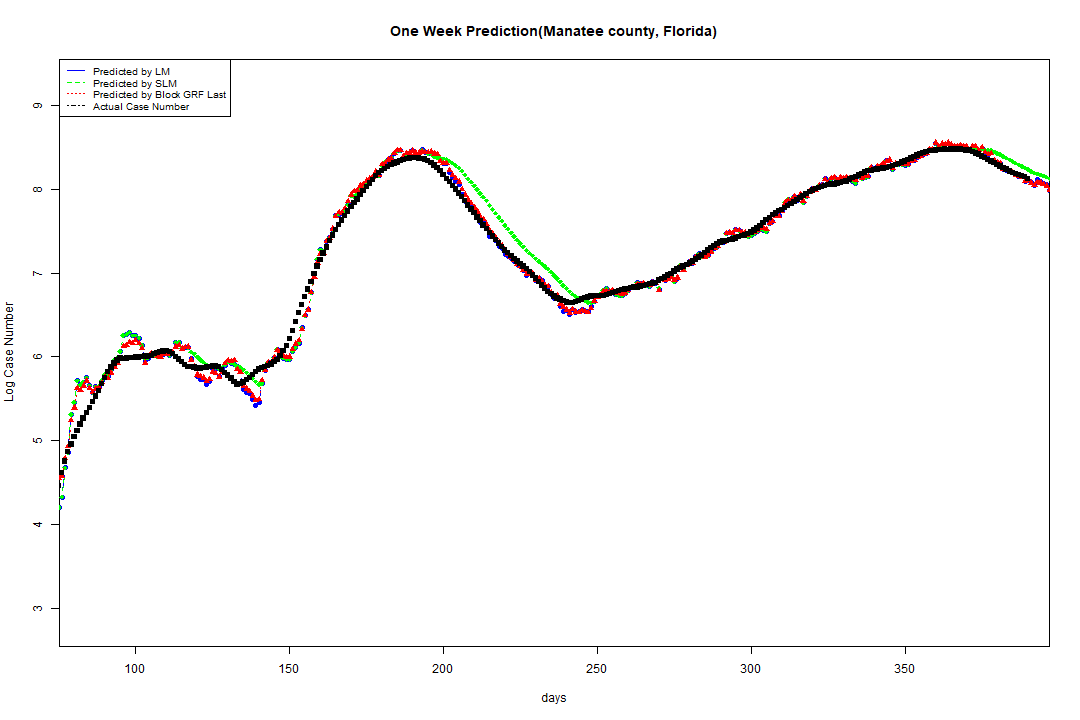 One Week Prediction(Manatee county, Florida)
Predicted by LM
Predicted by SLM
Predicted by Block GRF Last
Actual Case Number
9
8
7
6
5
4
3
Log Case Number
100 150 200 250 300 350
days